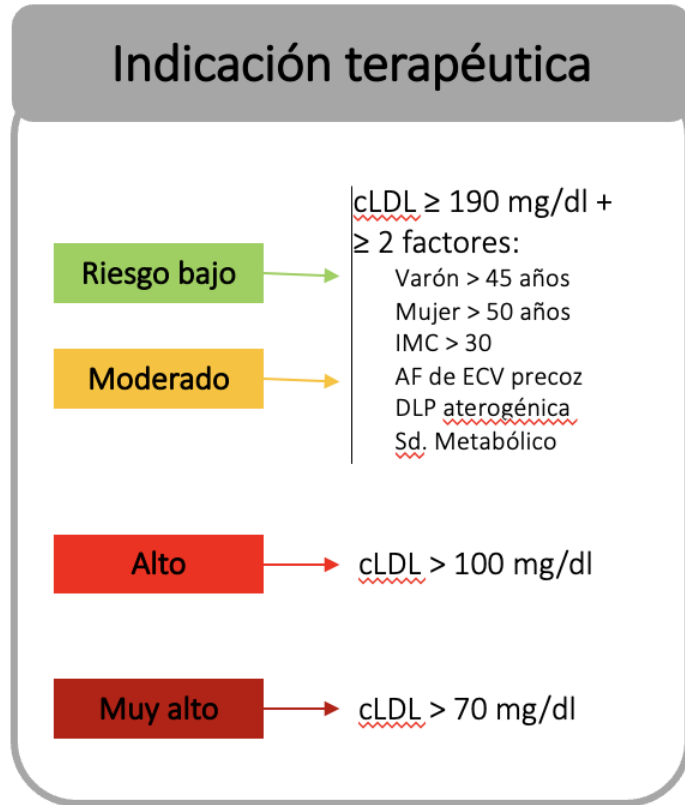 Indicación terapéutica
Riesgo bajo
Moderado
cLDL ≥ 190 mg/dl +
≥ 2 factores:
Varón > 45 años
Mujer > 50 años
IMC > 30
AF de ECV precoz
DLP aterogénica
Sd. Metabólico
Alto
cLDL > 100 mg/dl
Muy alto
cLDL > 70 mg/dl